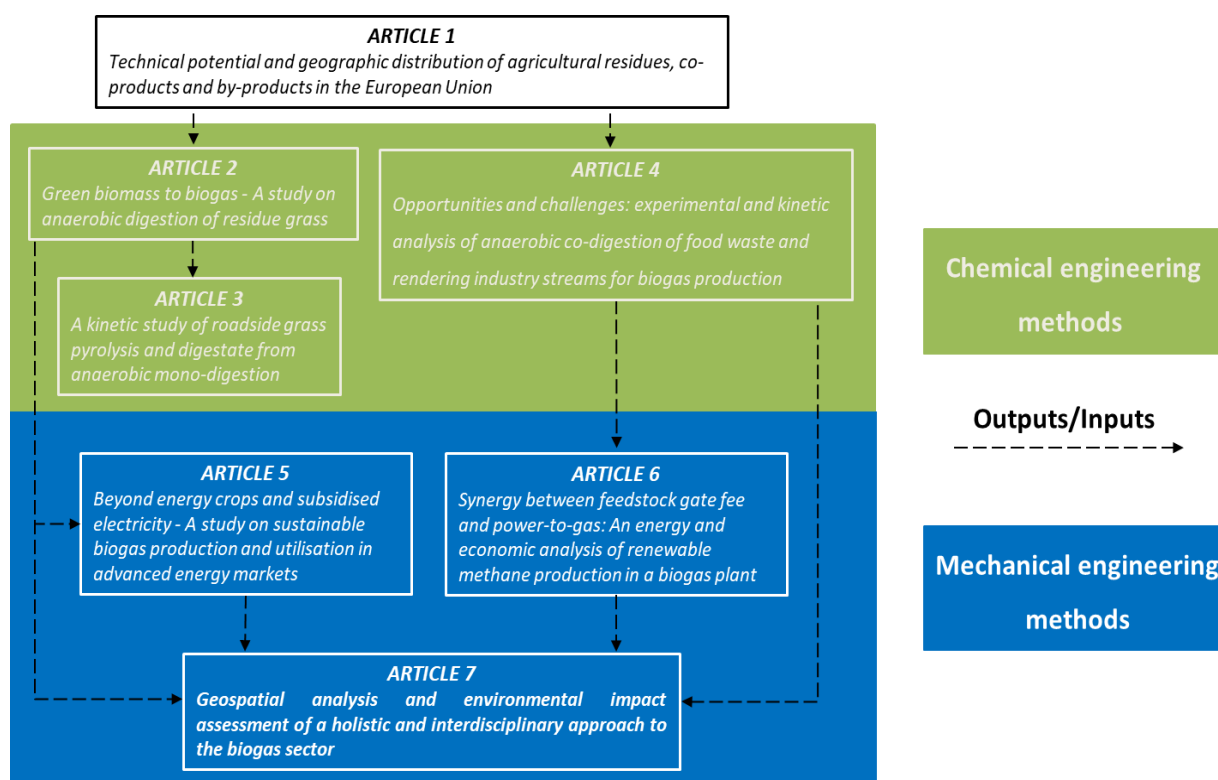 ARTICLE 1
Technical potential and geographic distribution of agricultural residues, co-
products and by-products in the European Union
ARTICLE 2
Green biomass to biogas - A study on
anaerobic digestion of residue grass
ARTICLE 4
Opportunities and challenges: experimental and kinetic
analysis of anaerobic co-digestion of food waste and
rendering industry streams for biogas production
ARTICLE 3
A kinetic study of roadside grass
pyrolysis and digestate from
anaerobic mono-digestion
ARTICLE 5
Beyond energy crops and subsidised
electricity - A study on sustainable
biogas production and utilisation in
advanced energy markets
ARTICLE 6
Synergy between feedstock gate fee
and power-to-gas: An energy and
economic analysis of renewable
methane production in a biogas plant
ARTICLE 7
Geospatial analysis and environmental impact
assessment of a holistic and interdisciplinary approach to
the biogas sector
Chemical engineering
methods
Outputs/Inputs
Mechanical engineering
methods